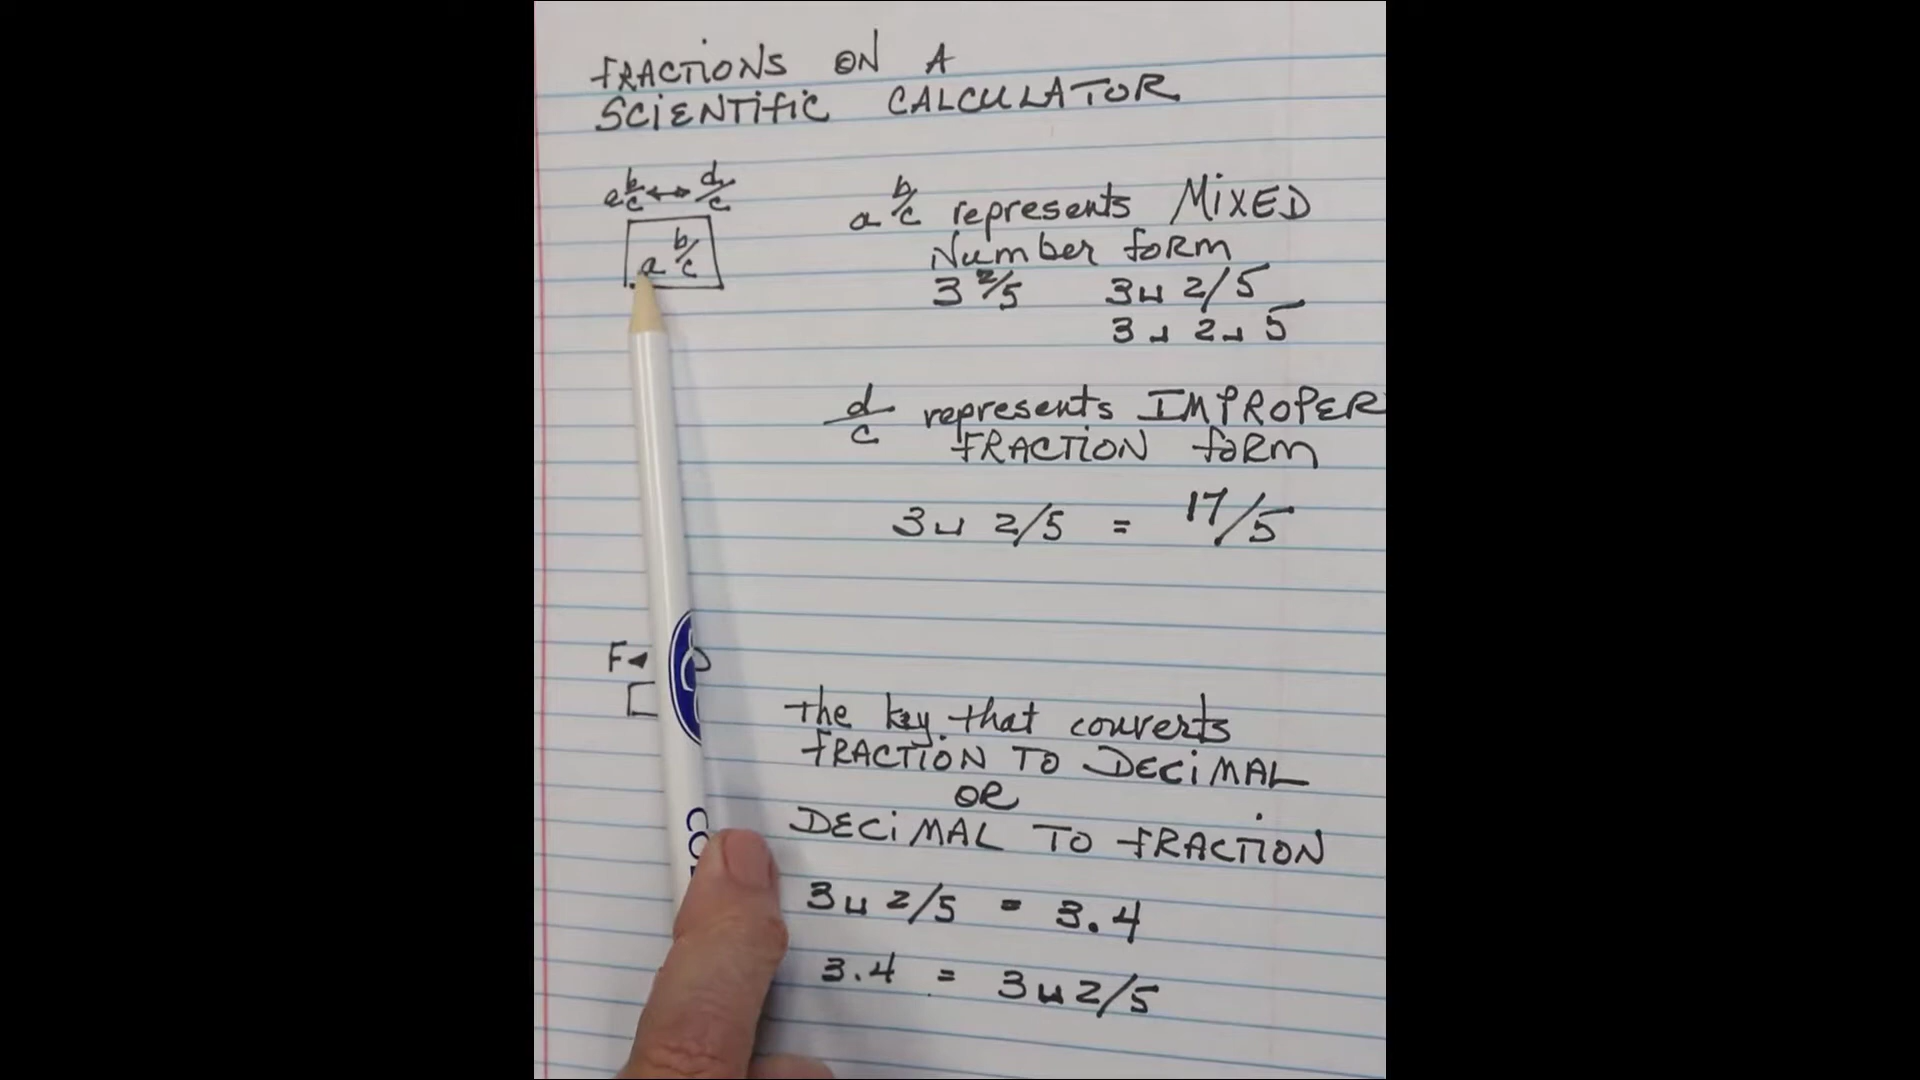 FRACTIONS ON A
SCIENTIFIC CALCULATOR
a b/c ↔ d/c
a b/c
a b/c represents MIXED
Number form
3 2/5 3⊔2/5
3⅃2⅃5
d/c represents IMPROPER
FRACTION form
3⊔2/5 = 17/5
F◄
the key that converts
FRACTION TO DECIMAL
OR
DECIMAL TO FRACTION
3⊔2/5 = 3.4
3.4 = 3⊔2/5